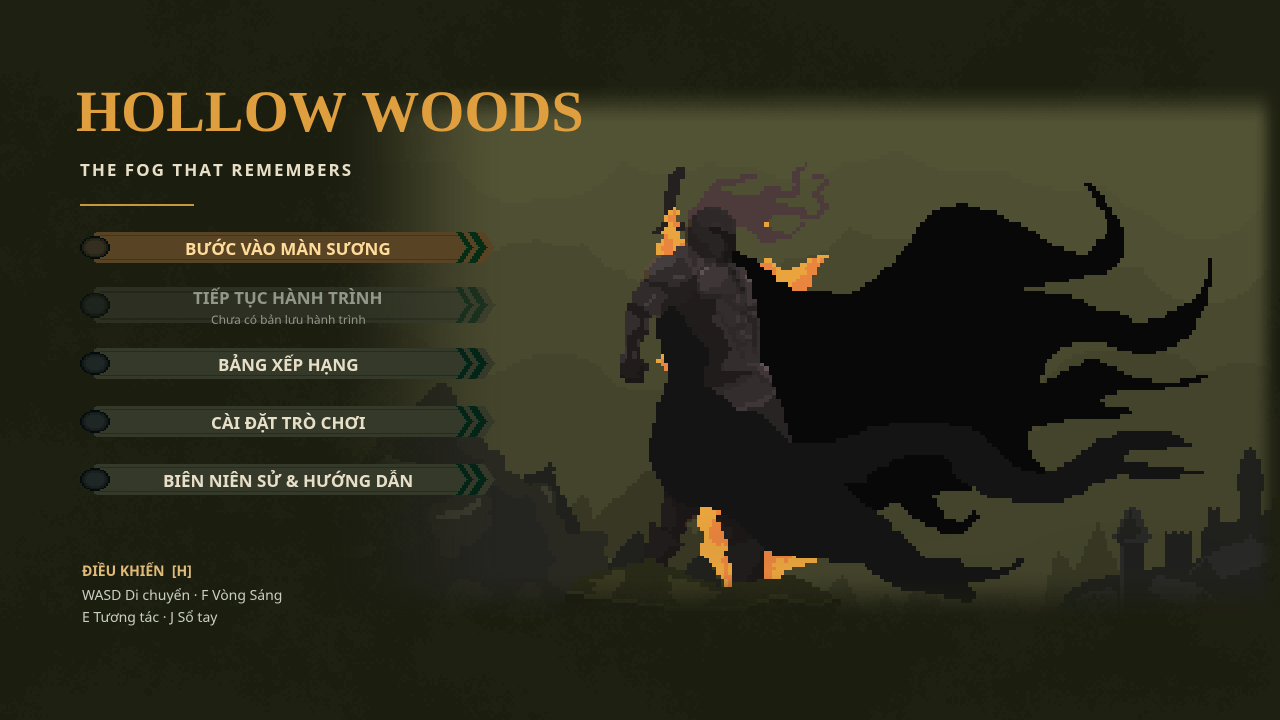 HOLLOW WOODS
THE FOG THAT REMEMBERS
BƯỚC VÀO MÀN SƯƠNG
TIẾP TỤC HÀNH TRÌNH
Chưa có bản lưu hành trình
BẢNG XẾP HẠNG
CÀI ĐẶT TRÒ CHƠI
BIÊN NIÊN SỬ & HƯỚNG DẪN
ĐIỀU KHIỂN [H]
WASD Di chuyển · F Vòng Sáng
E Tương tác · J Sổ tay